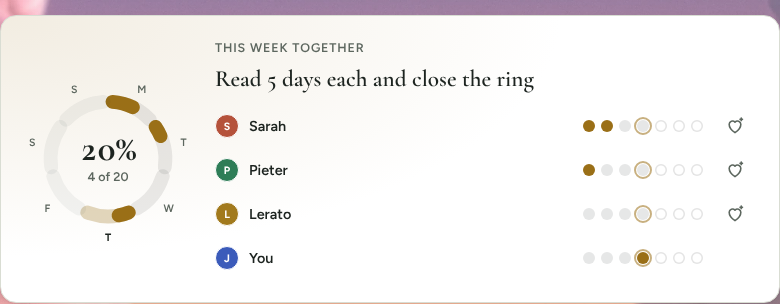 THIS WEEK TOGETHER
Read 5 days each and close the ring
S
M
T
W
T
F
S
20%
4 of 20
S Sarah
P Pieter
L Lerato
J You